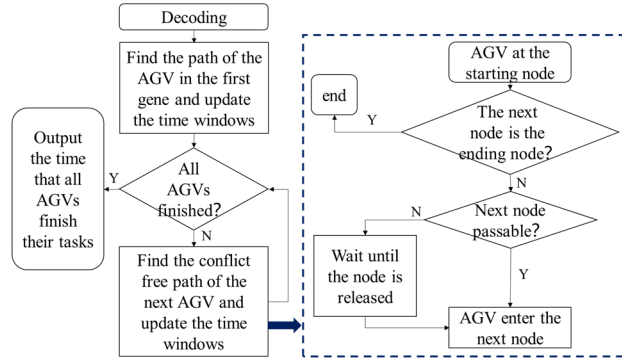 Decoding
Find the path of the
AGV in the first
gene and update
the time windows
All
AGVs
finished?
Y
N
Output
the time
that all
AGVs
finish
their tasks
Find the conflict
free path of the
next AGV and
update the time
windows
AGV at the
starting node
end
Y
The next
node is the
ending node?
N
N
Next node
passable?
Y
Wait until
the node is
released
AGV enter the
next node